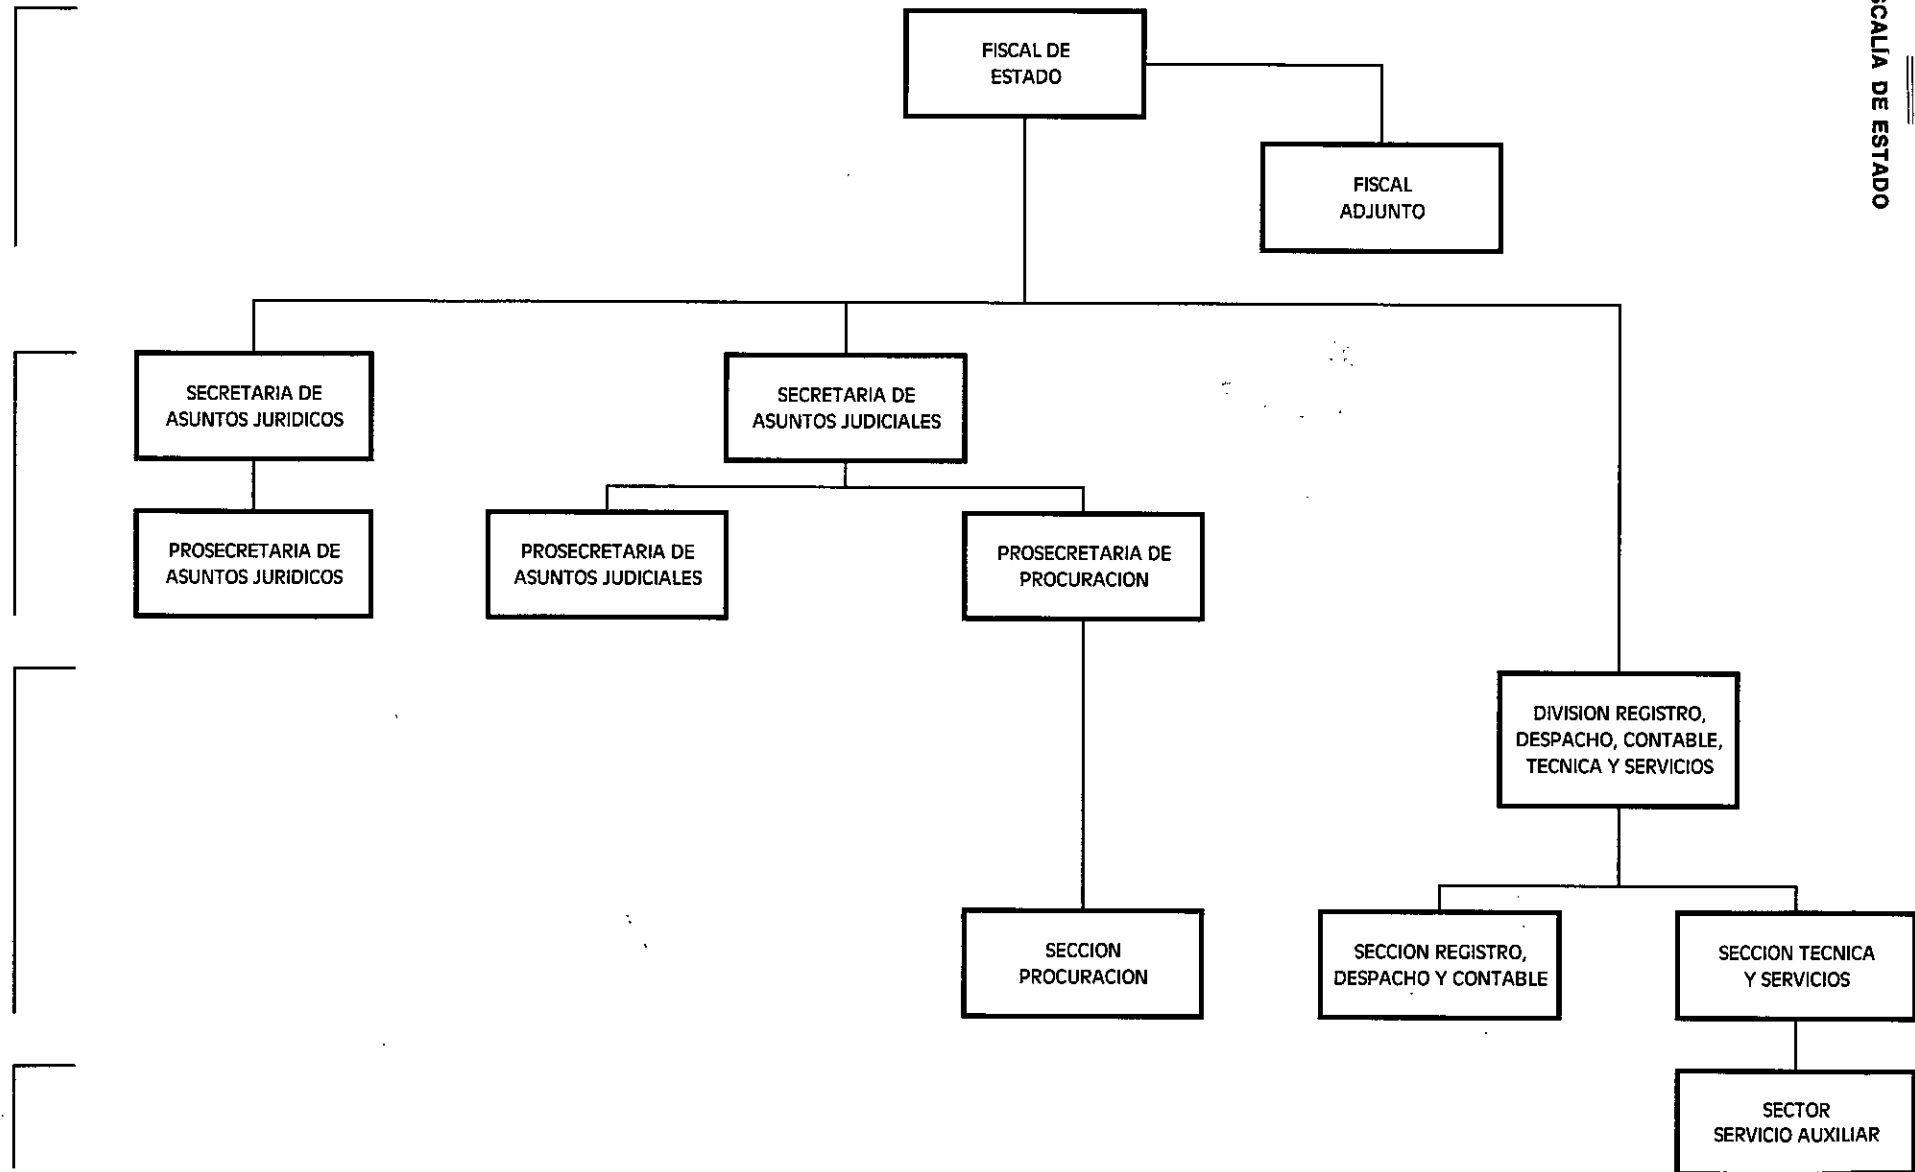 FISCAL DE
ESTADO
FISCAL
ADJUNTO
SECRETARIA DE
ASUNTOS JURIDICOS
SECRETARIA DE
ASUNTOS JUDICIALES
PROSECRETARIA DE
ASUNTOS JURIDICOS
PROSECRETARIA DE
ASUNTOS JUDICIALES
PROSECRETARIA DE
PROCURACION
DIVISION REGISTRO,
DESPACHO, CONTABLE,
TECNICA Y SERVICIOS
SECCION
PROCURACION
SECCION REGISTRO,
DESPACHO Y CONTABLE
SECCION TECNICA
Y SERVICIOS
SECTOR
SERVICIO AUXILIAR
DE ESTADO